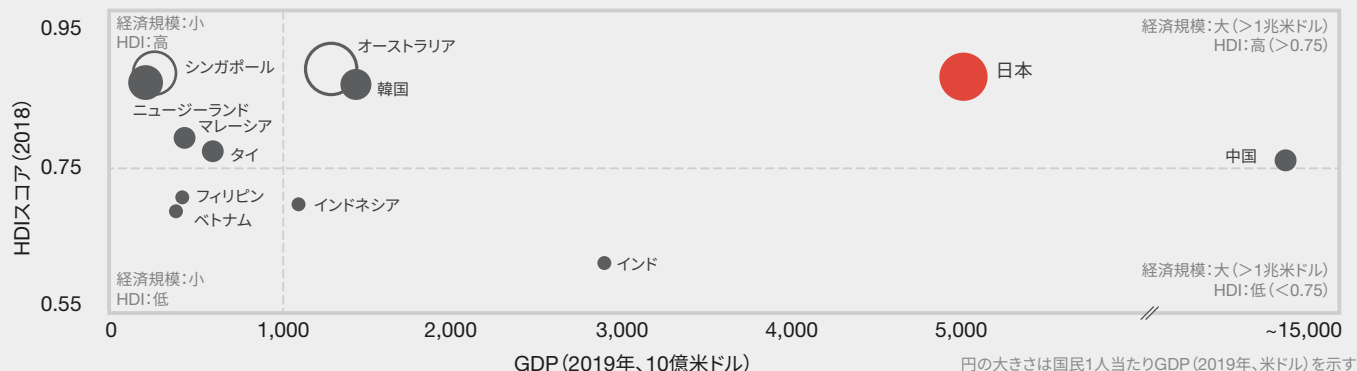 0.95
経済規模：小
HDI：高
経済規模：大（>1兆米ドル）
HDI：高（>0.75）
オーストラリア
シンガポール
韓国
日本
ニュージーランド
マレーシア
タイ
中国
HDIスコア（2018）
0.75
フィリピン
ベトナム
インドネシア
インド
経済規模：小
HDI：低
経済規模：大（>1兆米ドル）
HDI：低（<0.75）
0.55
0
1,000
2,000
3,000
4,000
5,000
~15,000
GDP（2019年、10億米ドル）
円の大きさは国民1人当たりGDP（2019年、米ドル）を示す